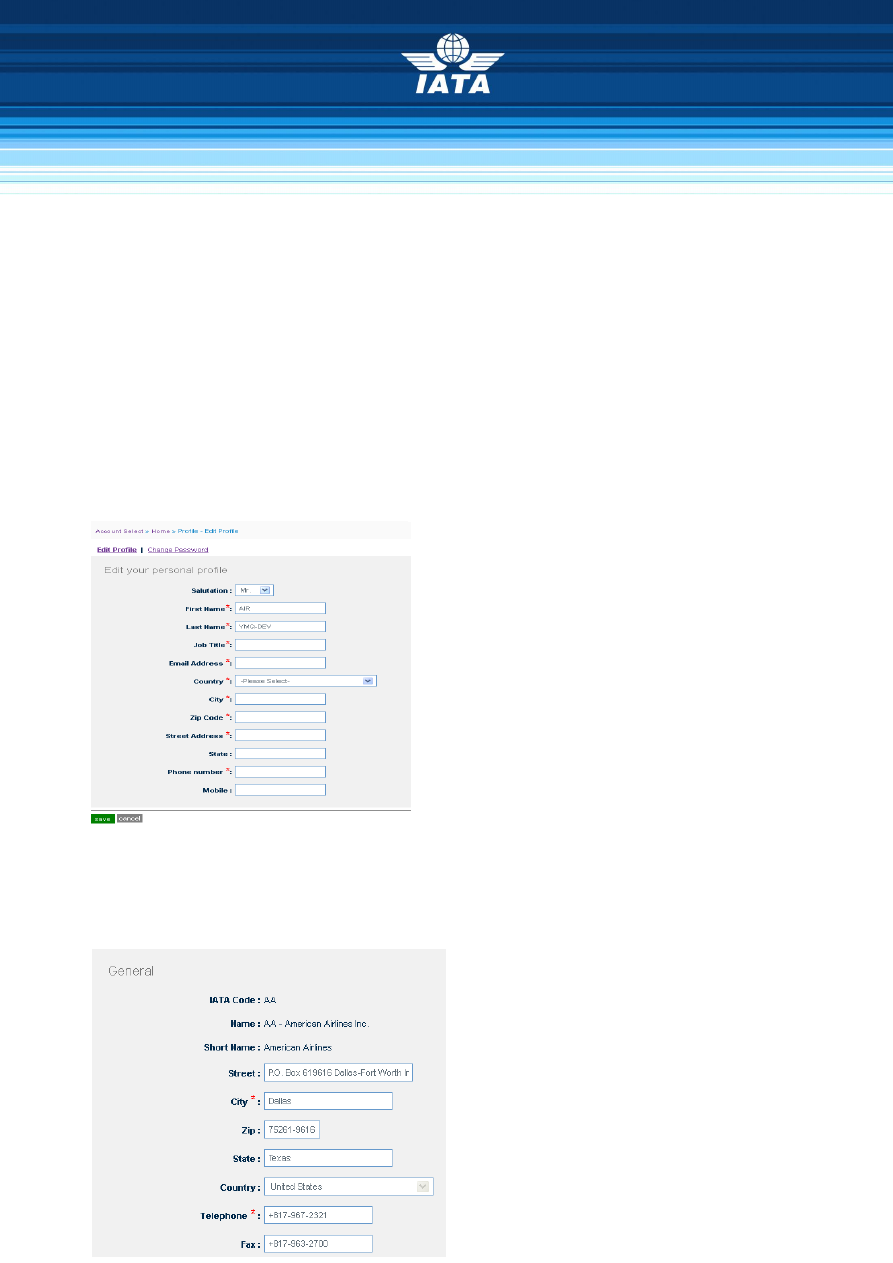 IATA
Account Select » Home » Profile - Edit Profile
Edit Profile | Change Password
Edit your personal profile
Salutation : Mr.
First Name*: AIR
Last Name*: YMQ-DEV
Job Title*:
Email Address *:
Country *: -Please Select-
City *:
Zip Code *:
Street Address *:
State :
Phone number *:
Mobile :
save cancel
General
IATA Code : AA
Name : AA - American Airlines Inc.
Short Name : American Airlines
Street : P.O. Box 619616 Dallas-Fort Worth Ir
City * : Dallas
Zip : 75261-9616
State : Texas
Country : United States
Telephone * : +817-967-2321
Fax : +817-963-2700